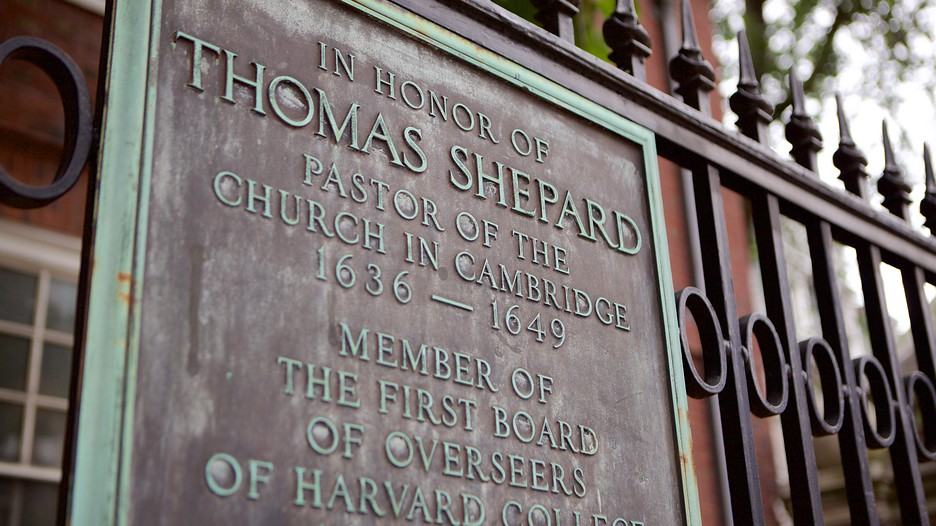 IN HONOR OF
THOMAS SHEPARD
PASTOR OF THE
CHURCH IN CAMBRIDGE
1636 — 1649
MEMBER OF
THE FIRST BOARD
OF OVERSEERS
OF HARVARD COLLEGE